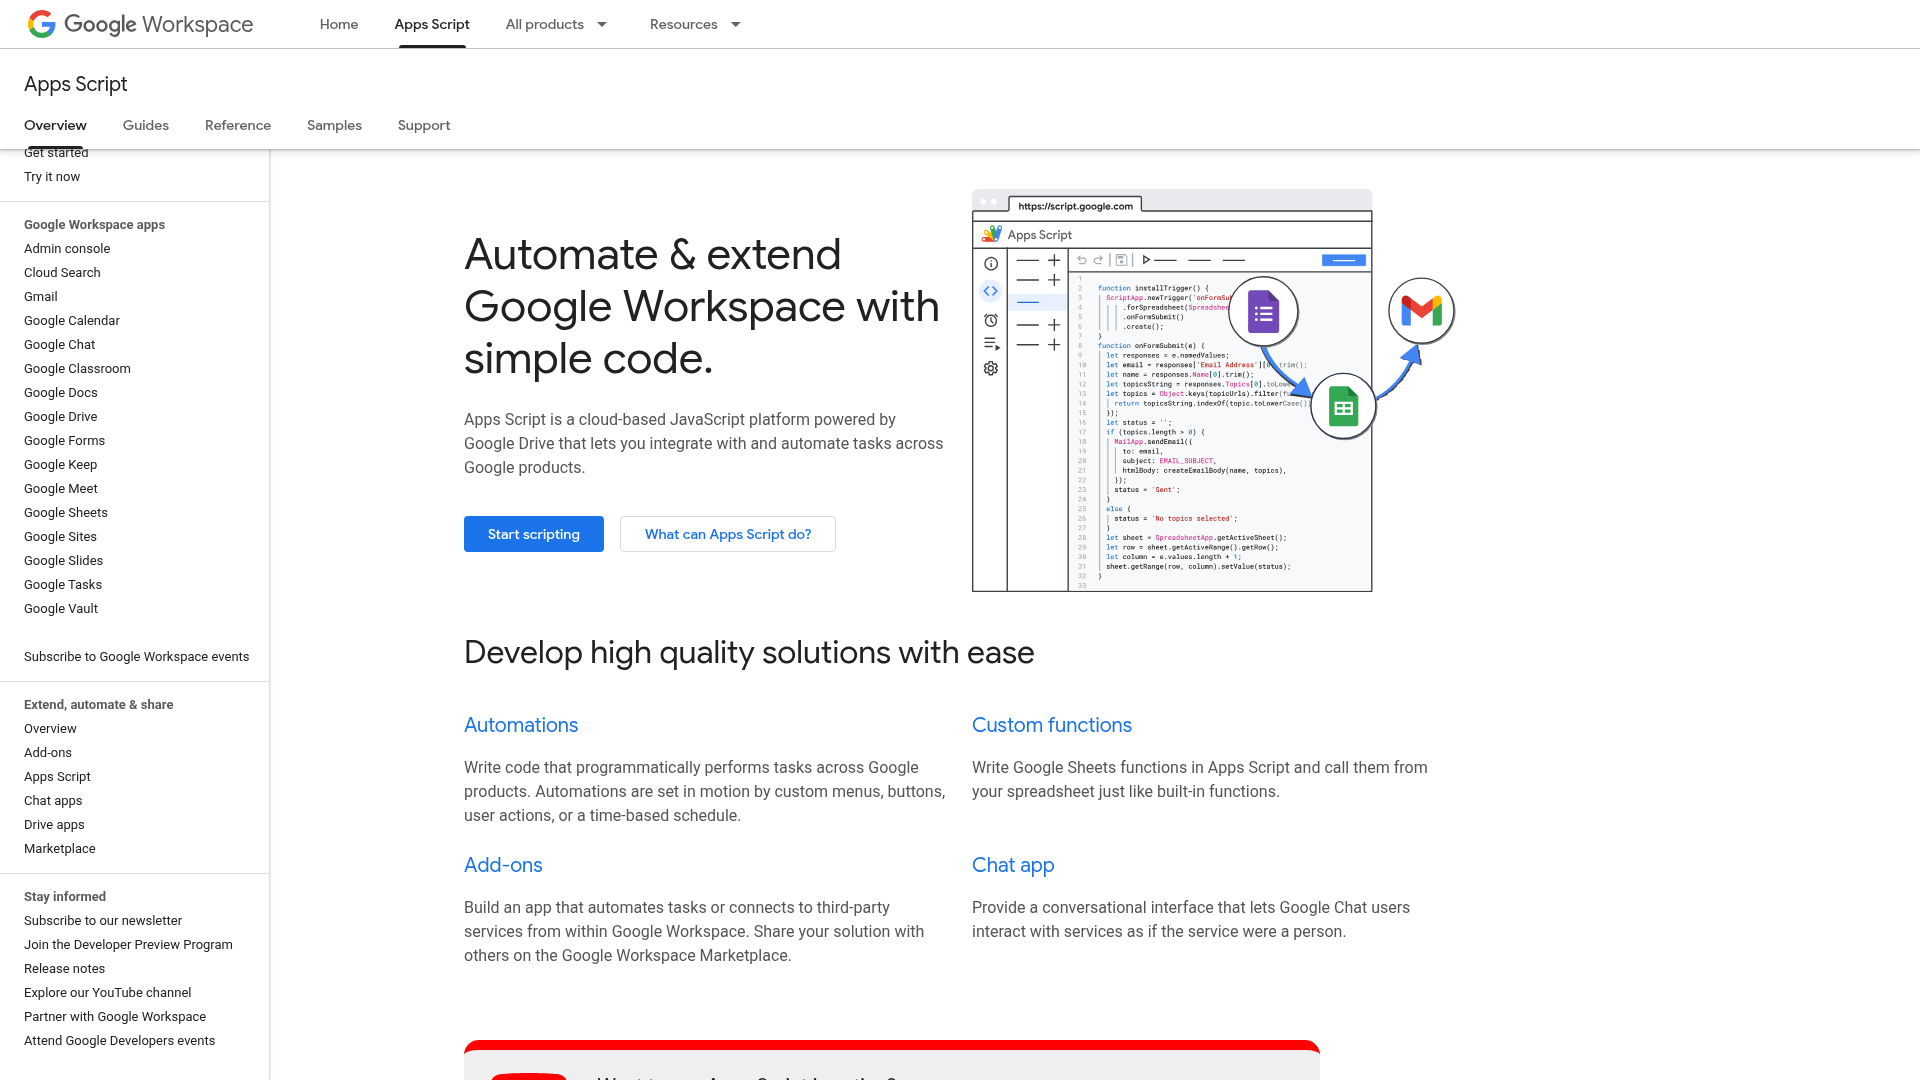 Google Workspace
Home
Apps Script
All products
Resources
Apps Script
Overview
Guides
Reference
Samples
Support
Get started
Try it now
Google Workspace apps
Admin console
Cloud Search
Gmail
Google Calendar
Google Chat
Google Classroom
Google Docs
Google Drive
Google Forms
Google Keep
Google Meet
Google Sheets
Google Sites
Google Slides
Google Tasks
Google Vault
Subscribe to Google Workspace events
Extend, automate & share
Overview
Add-ons
Apps Script
Chat apps
Drive apps
Marketplace
Stay informed
Subscribe to our newsletter
Join the Developer Preview Program
Release notes
Explore our YouTube channel
Partner with Google Workspace
Attend Google Developers events
Automate & extend
Google Workspace with
simple code.
Apps Script is a cloud-based JavaScript platform powered by
Google Drive that lets you integrate with and automate tasks across
Google products.
Start scripting
What can Apps Script do?
https://script.google.com
Apps Script
1
2 function installTrigger() {
3 ScriptApp.newTrigger('onFormSu
4 .forSpreadsheet(Spreadshee
5 .onFormSubmit()
6 .create();
7 }
8 function onFormSubmit(e) {
9 let responses = e.namedValues;
10 let email = responses['Email Address'][0].trim();
11 let name = responses.Name[0].trim();
12 let topicsString = responses.Topics[0].toLowe
13 let topics = Object.keys(topicUrls).filter(fu
14 return topicsString.indexOf(topic.toLowerCase()
15 });
16 let status = '';
17 if (topics.length > 0) {
18 MailApp.sendEmail({
19 to: email,
20 subject: EMAIL_SUBJECT,
21 htmlBody: createEmailBody(name, topics),
22 });
23 status = 'Sent';
24 }
25 else {
26 status = 'No topics selected';
27 }
28 let sheet = SpreadsheetApp.getActiveSheet();
29 let row = sheet.getActiveRange().getRow();
30 let column = e.values.length + 1;
31 sheet.getRange(row, column).setValue(status);
32 }
33
Develop high quality solutions with ease
Automations
Write code that programmatically performs tasks across Google
products. Automations are set in motion by custom menus, buttons,
user actions, or a time-based schedule.
Custom functions
Write Google Sheets functions in Apps Script and call them from
your spreadsheet just like built-in functions.
Add-ons
Build an app that automates tasks or connects to third-party
services from within Google Workspace. Share your solution with
others on the Google Workspace Marketplace.
Chat app
Provide a conversational interface that lets Google Chat users
interact with services as if the service were a person.